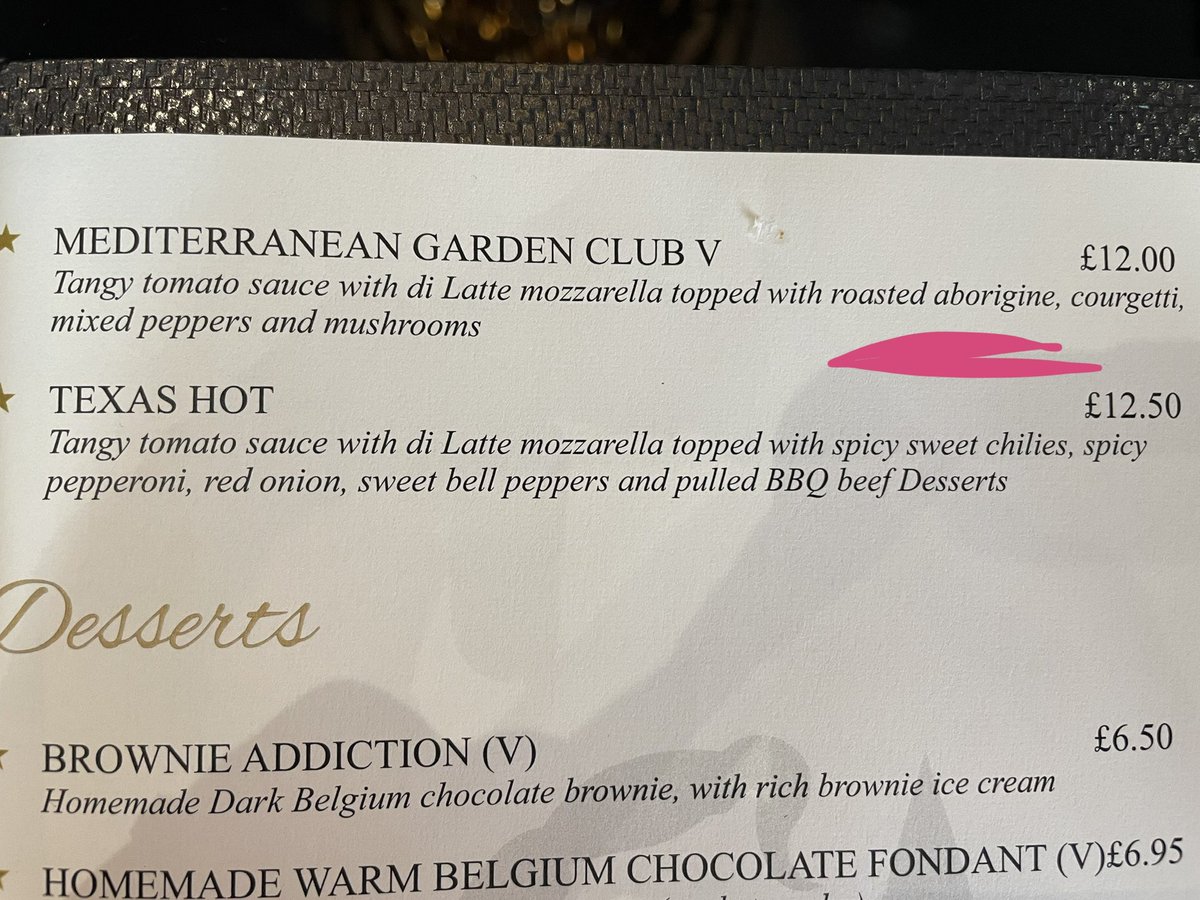 MEDITERRANEAN GARDEN CLUB V £12.00
Tangy tomato sauce with di Latte mozzarella topped with roasted aborigine, courgetti,
mixed peppers and mushrooms
TEXAS HOT £12.50
Tangy tomato sauce with di Latte mozzarella topped with spicy sweet chilies, spicy
pepperoni, red onion, sweet bell peppers and pulled BBQ beef Desserts
Desserts
BROWNIE ADDICTION (V) £6.50
Homemade Dark Belgium chocolate brownie, with rich brownie ice cream
HOMEMADE WARM BELGIUM CHOCOLATE FONDANT (V)£6.95